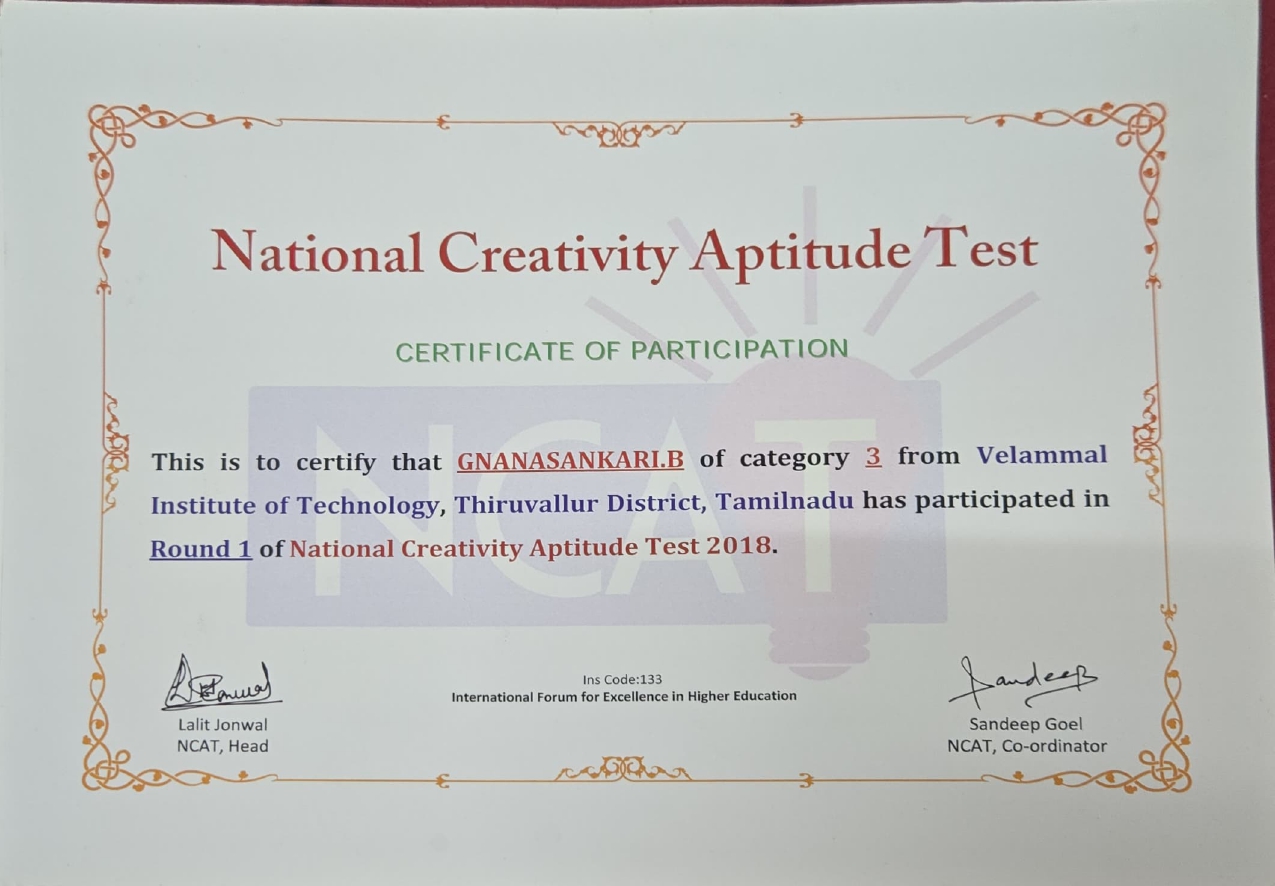 National Creativity Aptitude Test
CERTIFICATE OF PARTICIPATION
NCAT
This is to certify that GNANASANKARI.B of category 3 from Velammal
Institute of Technology, Thiruvallur District, Tamilnadu has participated in
Round 1 of National Creativity Aptitude Test 2018.
Ins Code:133
International Forum for Excellence in Higher Education
Lalit Jonwal
NCAT, Head
Sandeep
Sandeep Goel
NCAT, Co-ordinator